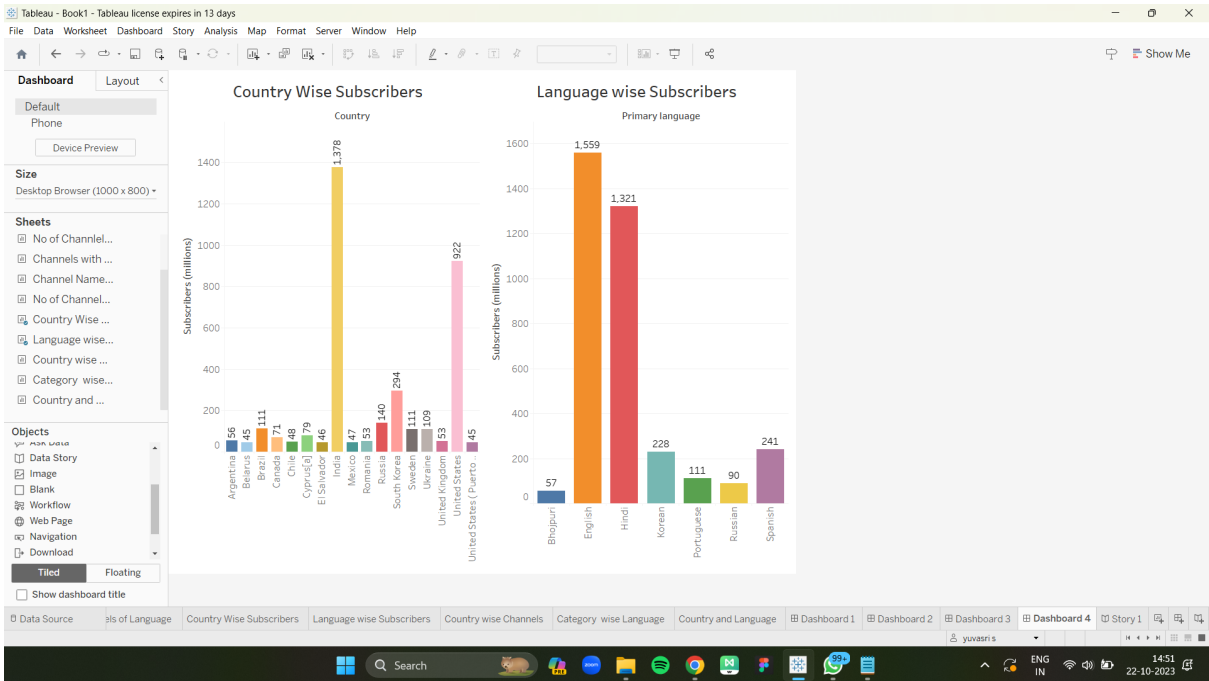 Tableau - Book1 - Tableau license expires in 13 days
File Data Worksheet Dashboard Story Analysis Map Format Server Window Help
Show Me
Dashboard Layout
Default
Phone
Device Preview
Size
Desktop Browser (1000 x 800)
Sheets
No of Channlel...
Channels with ...
Channel Name...
No of Channel...
Country Wise ...
Language wise...
Country wise ...
Category wise...
Country and ...
Objects
Ask Data
Data Story
Image
Blank
Workflow
Web Page
Navigation
Download
Tiled Floating
Show dashboard title
Country Wise Subscribers
Country
Subscribers (millions)
1400
1200
1000
800
600
400
200
0
56 45 111 71 48 79 46 1,378 47 53 140 294 111 109 53 922 45
Argentina
Belarus
Brazil
Canada
Chile
Cyprus[a]
El Salvador
India
Mexico
Romania
Russia
South Korea
Sweden
Ukraine
United Kingdom
United States
United States ( Puerto ..
Language wise Subscribers
Primary language
Subscribers (millions)
1600
1400
1200
1000
800
600
400
200
0
57 1,559 1,321 228 111 90 241
Bhojpuri
English
Hindi
Korean
Portuguese
Russian
Spanish
Data Source els of Language Country Wise Subscribers Language wise Subscribers Country wise Channels Category wise Language Country and Language Dashboard 1 Dashboard 2 Dashboard 3 Dashboard 4 Story 1
yuvasri s
Search
PRE
zoom
99+
ENG
IN
14:51
22-10-2023